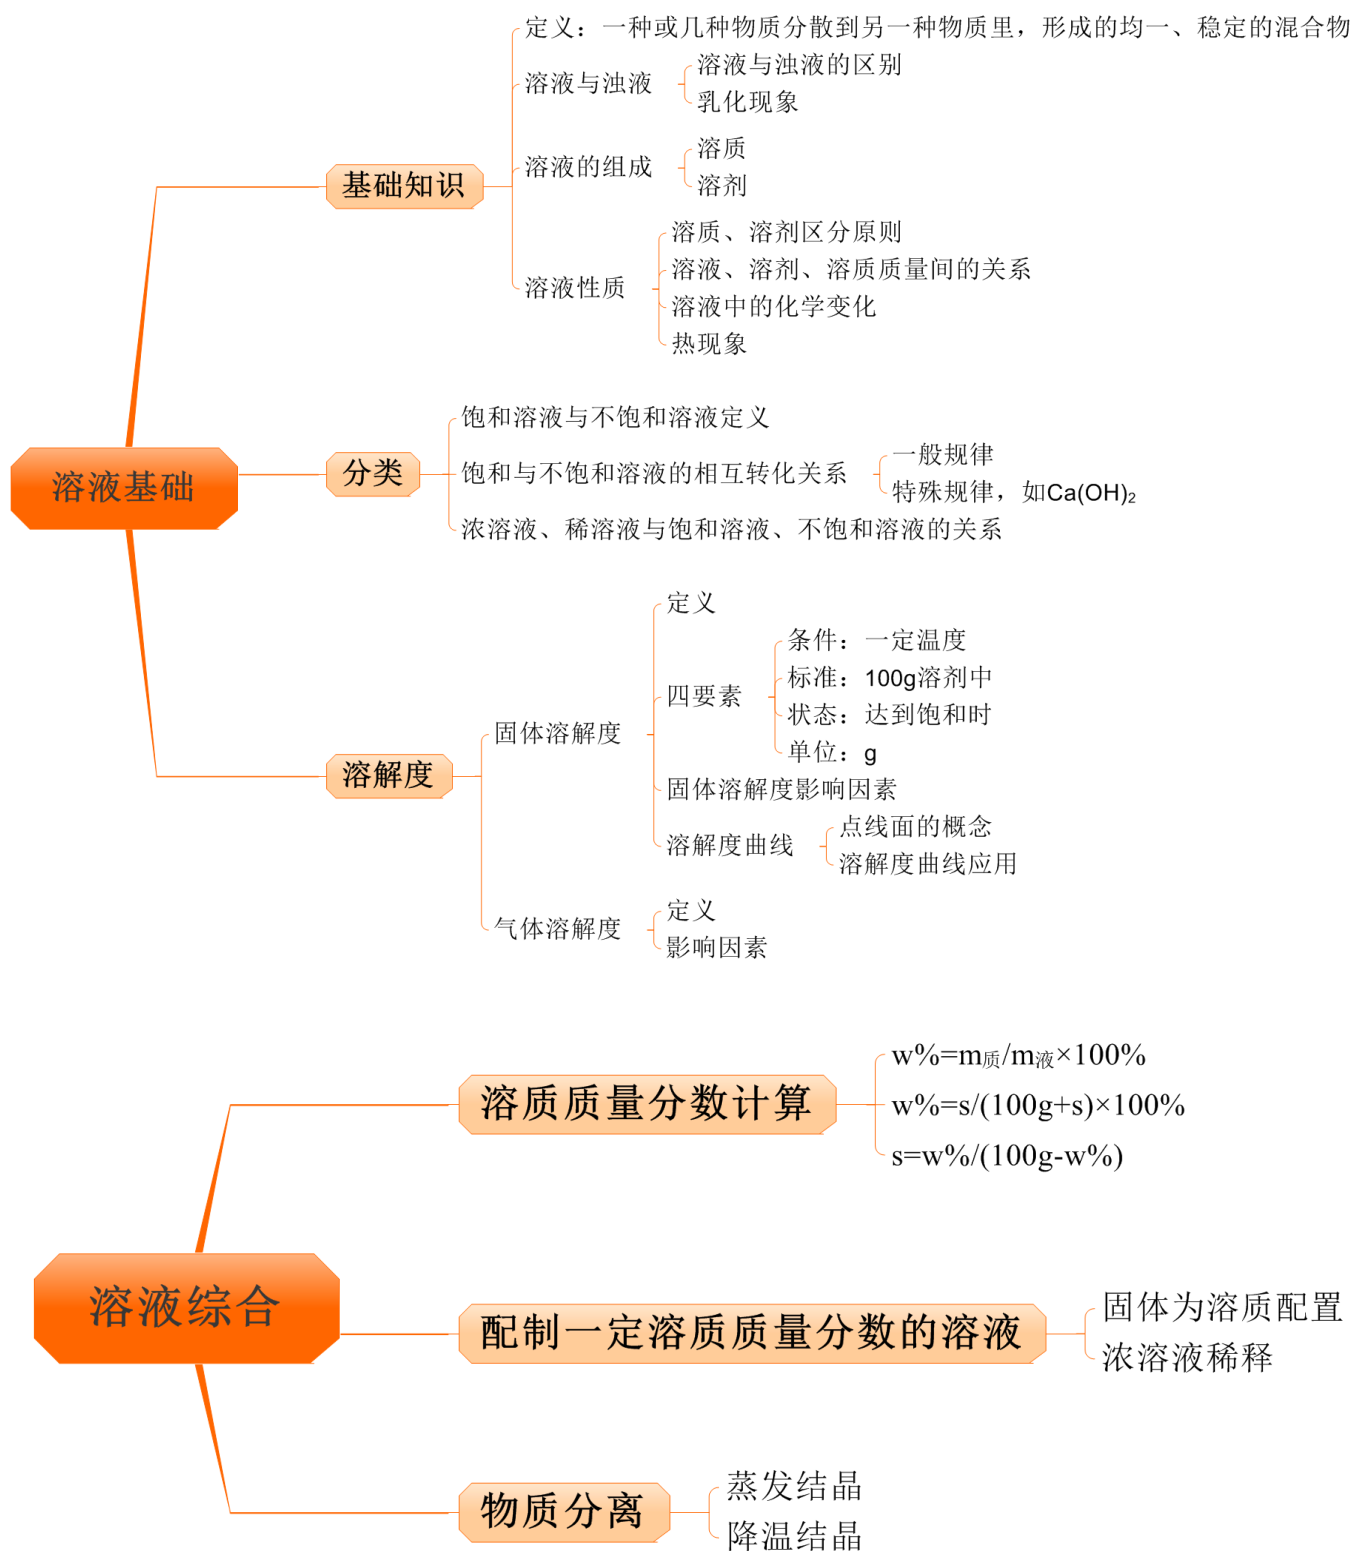 溶液基础
基础知识
定义：一种或几种物质分散到另一种物质里，形成的均一、稳定的混合物
溶液与浊液
溶液与浊液的区别
乳化现象
溶液的组成
溶质
溶剂
溶液性质
溶质、溶剂区分原则
溶液、溶剂、溶质质量间的关系
溶液中的化学变化
热现象
分类
饱和溶液与不饱和溶液定义
饱和与不饱和溶液的相互转化关系
一般规律
特殊规律，如Ca(OH)₂
浓溶液、稀溶液与饱和溶液、不饱和溶液的关系
溶解度
固体溶解度
定义
四要素
条件：一定温度
标准：100g溶剂中
状态：达到饱和时
单位：g
固体溶解度影响因素
溶解度曲线
点线面的概念
溶解度曲线应用
气体溶解度
定义
影响因素
溶液综合
溶质质量分数计算
w%=m质/m液×100%
w%=s/(100g+s)×100%
s=w%/(100g-w%)
配制一定溶质质量分数的溶液
固体为溶质配置
浓溶液稀释
物质分离
蒸发结晶
降温结晶